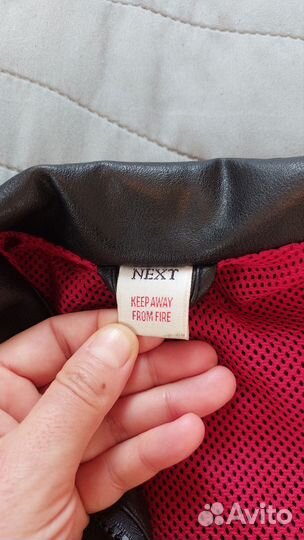 NEXT
KEEP AWAY
FROM FIRE
Avito